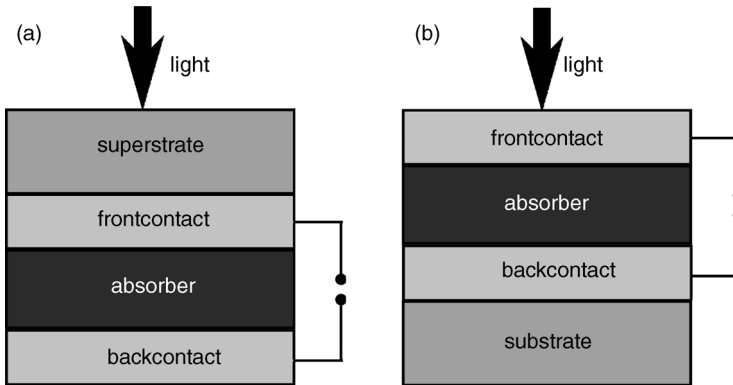 (a)
light
superstrate
frontcontact
absorber
backcontact
(b)
light
frontcontact
absorber
backcontact
substrate